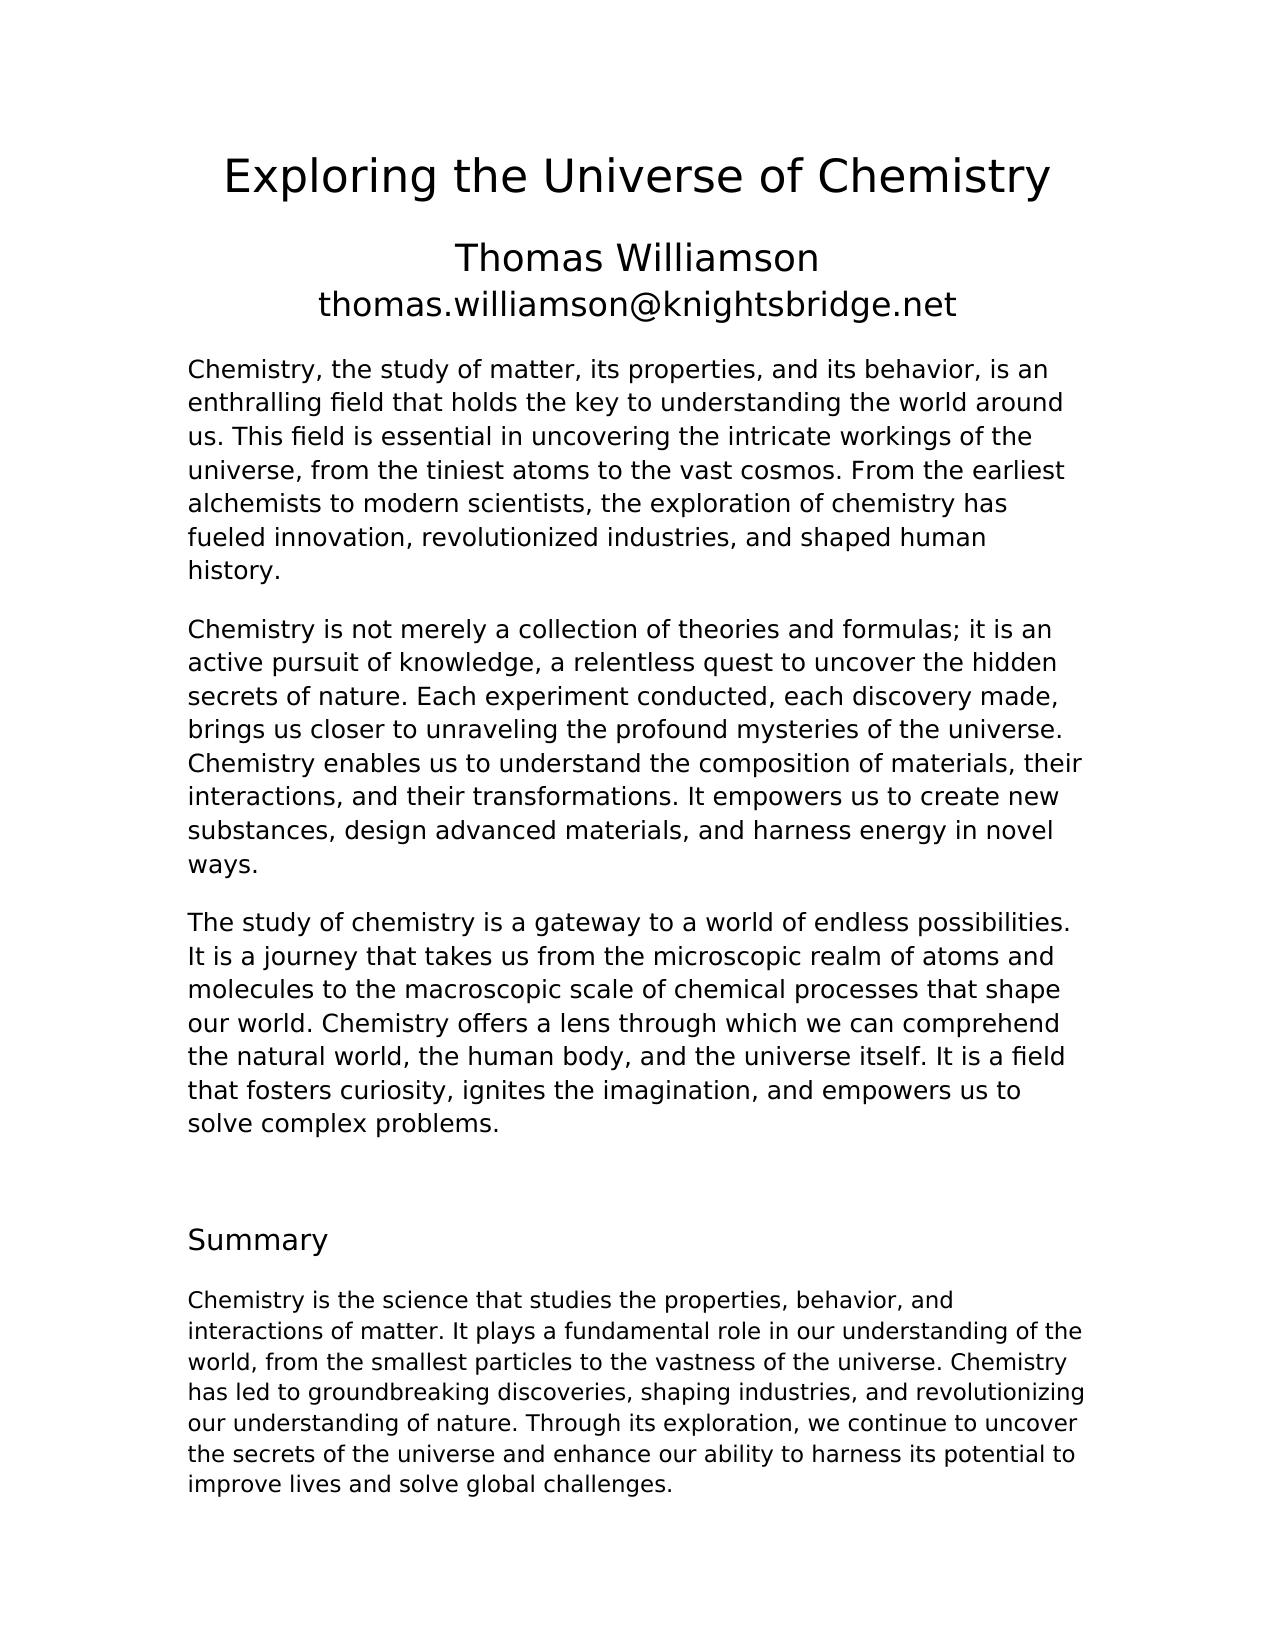 Exploring the Universe of Chemistry
Thomas Williamson
thomas.williamson@knightsbridge.net
Chemistry, the study of matter, its properties, and its behavior, is an
enthralling field that holds the key to understanding the world around
us. This field is essential in uncovering the intricate workings of the
universe, from the tiniest atoms to the vast cosmos. From the earliest
alchemists to modern scientists, the exploration of chemistry has
fueled innovation, revolutionized industries, and shaped human
history.
Chemistry is not merely a collection of theories and formulas; it is an
active pursuit of knowledge, a relentless quest to uncover the hidden
secrets of nature. Each experiment conducted, each discovery made,
brings us closer to unraveling the profound mysteries of the universe.
Chemistry enables us to understand the composition of materials, their
interactions, and their transformations. It empowers us to create new
substances, design advanced materials, and harness energy in novel
ways.
The study of chemistry is a gateway to a world of endless possibilities.
It is a journey that takes us from the microscopic realm of atoms and
molecules to the macroscopic scale of chemical processes that shape
our world. Chemistry offers a lens through which we can comprehend
the natural world, the human body, and the universe itself. It is a field
that fosters curiosity, ignites the imagination, and empowers us to
solve complex problems.
Summary
Chemistry is the science that studies the properties, behavior, and
interactions of matter. It plays a fundamental role in our understanding of the
world, from the smallest particles to the vastness of the universe. Chemistry
has led to groundbreaking discoveries, shaping industries, and revolutionizing
our understanding of nature. Through its exploration, we continue to uncover
the secrets of the universe and enhance our ability to harness its potential to
improve lives and solve global challenges.